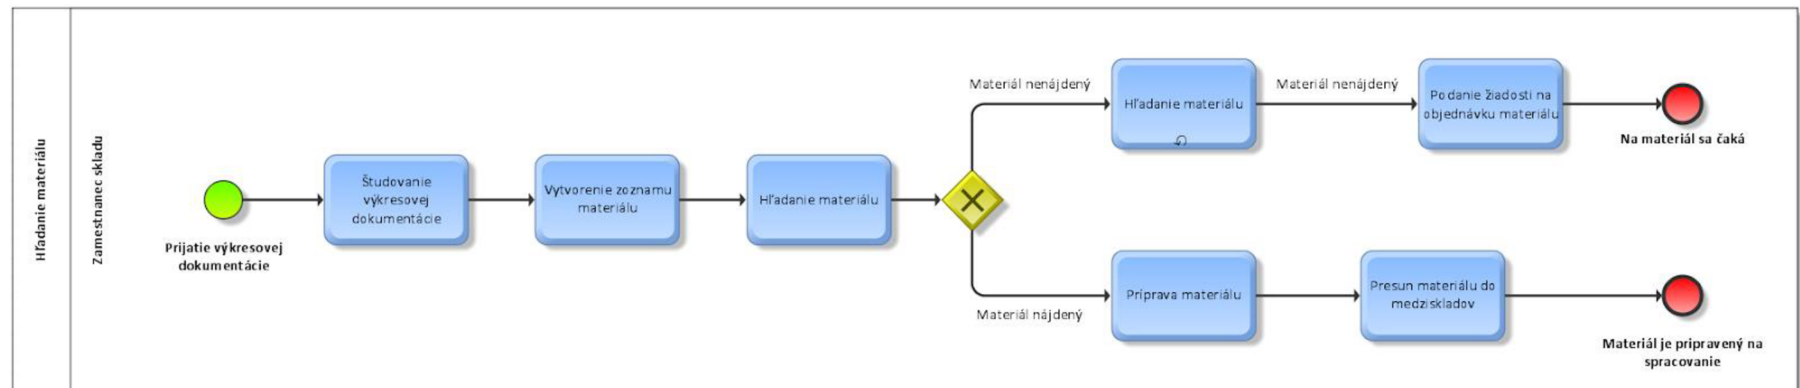 Hľadanie materiálu
Zamestnanec skladu
Prijatie výkresovej
dokumentácie
Študovanie
výkresovej
dokumentácie
Vytvorenie zoznamu
materiálu
Hľadanie materiálu
Materiál nenájdený
Hľadanie materiálu
Materiál nenájdený
Podanie žiadosti na
objednávku materiálu
Na materiál sa čaká
Materiál nájdený
Príprava materiálu
Presun materiálu do
medziskladov
Materiál je pripravený na
spracovanie